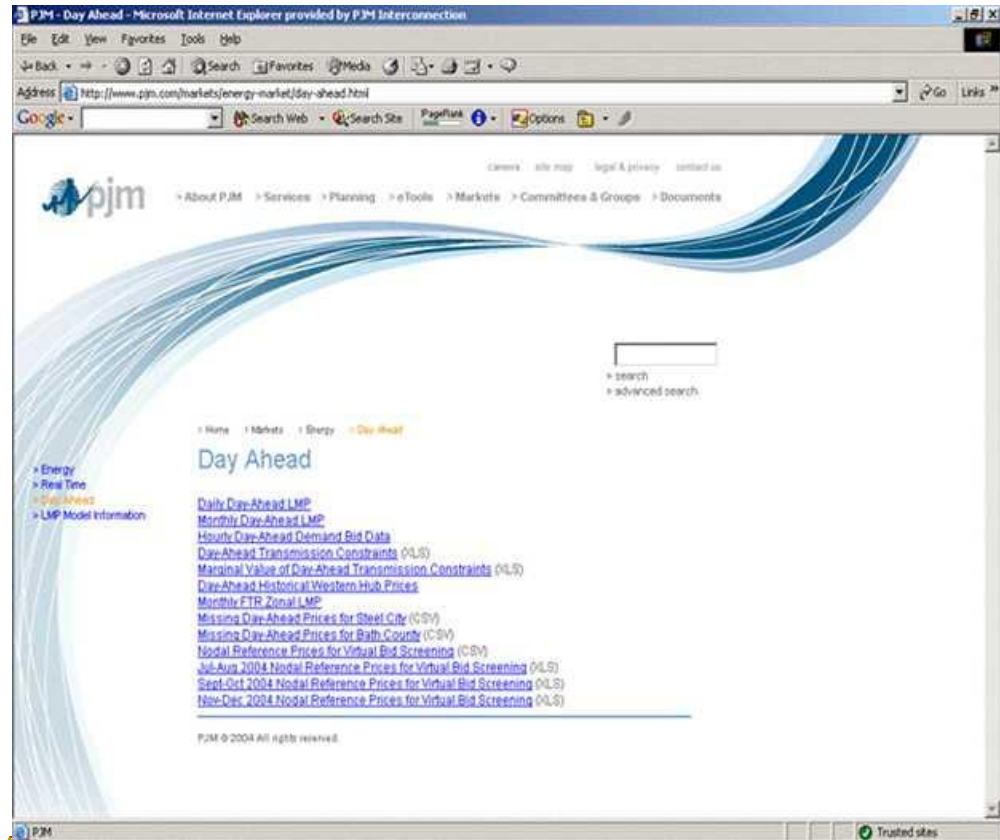 PJM - Day Ahead - Microsoft Internet Explorer provided by PJM Interconnection
File Edit View Favorites Tools Help
Back Search Favorites Media
Address http://www.pjm.com/markets/energy-market/day-ahead.html Go Links »
Google Search Web Search Site PageRank Options
careers site map legal & privacy contact us
pjm
> About PJM > Services > Planning > eTools > Markets > Committees & Groups > Documents
> search
> advanced search
> Home > Markets > Energy > Day Ahead
Day Ahead
> Energy
> Real Time
> Day Ahead
> LMP Model Information
Daily Day-Ahead LMP
Monthly Day-Ahead LMP
Hourly Day-Ahead Demand Bid Data
Day-Ahead Transmission Constraints (XLS)
Marginal Value of Day-Ahead Transmission Constraints (XLS)
Day-Ahead Historical Western Hub Prices
Monthly FTR Zonal LMP
Missing Day-Ahead Prices for Steel City (CSV)
Missing Day-Ahead Prices for Bath County (CSV)
Nodal Reference Prices for Virtual Bid Screening (CSV)
Jul-Aug 2004 Nodal Reference Prices for Virtual Bid Screening (XLS)
Sept-Oct 2004 Nodal Reference Prices for Virtual Bid Screening (XLS)
Nov-Dec 2004 Nodal Reference Prices for Virtual Bid Screening (XLS)
PJM © 2004 All rights reserved.
PJM Trusted sites